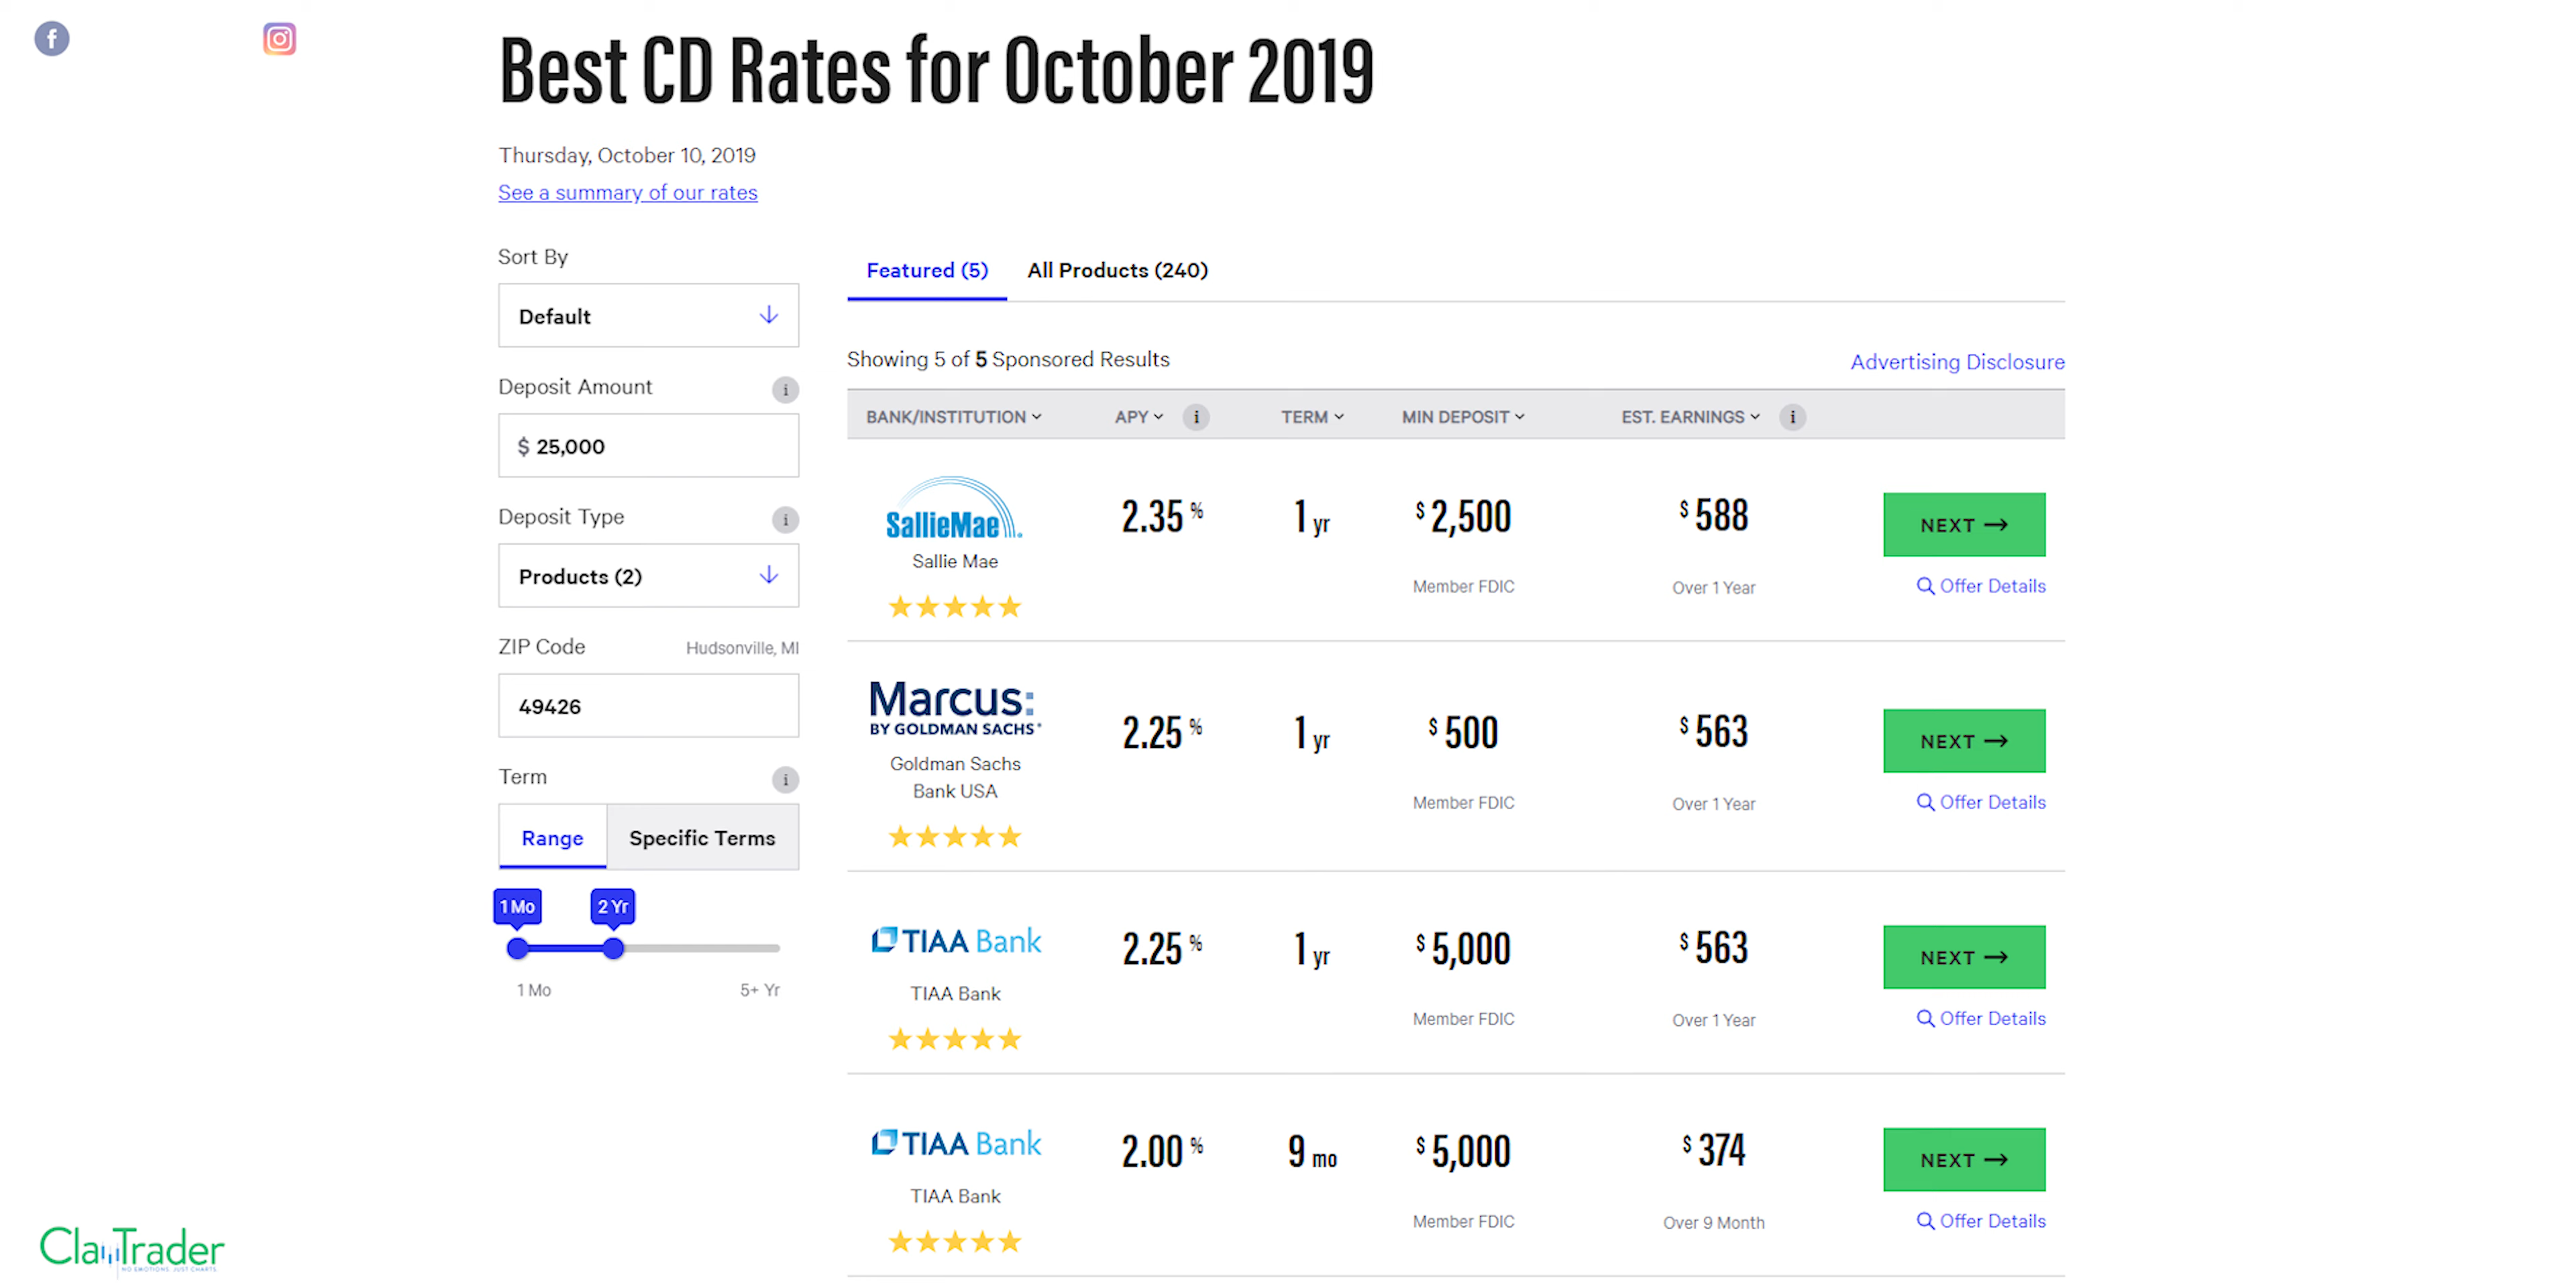 Best CD Rates for October 2019
Thursday, October 10, 2019
See a summary of our rates
Sort By
Default
Deposit Amount i
$ 25,000
Deposit Type i
Products (2)
ZIP Code Hudsonville, MI
49426
Term i
Range Specific Terms
1 Mo 2 Yr
1 Mo 5+ Yr
Featured (5) All Products (240)
Showing 5 of 5 Sponsored Results Advertising Disclosure
BANK/INSTITUTION APY i TERM MIN DEPOSIT EST. EARNINGS i
SallieMae
Sallie Mae
2.35 % 1 yr $ 2,500 $ 588 NEXT →
Member FDIC Over 1 Year Offer Details
Marcus:
BY GOLDMAN SACHS®
Goldman Sachs
Bank USA
2.25 % 1 yr $ 500 $ 563 NEXT →
Member FDIC Over 1 Year Offer Details
TIAA Bank
TIAA Bank
2.25 % 1 yr $ 5,000 $ 563 NEXT →
Member FDIC Over 1 Year Offer Details
TIAA Bank
TIAA Bank
2.00 % 9 mo $ 5,000 $ 374 NEXT →
Member FDIC Over 9 Month Offer Details
ClayTrader
NO EMOTIONS. JUST CHARTS.